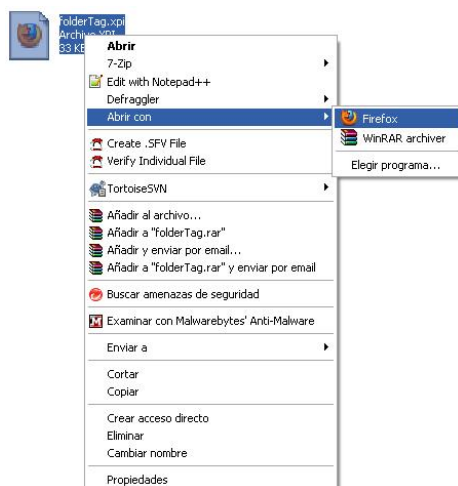 folderTag.xpi
Archivo XPI
33 KB
Abrir
7-Zip
Edit with Notepad++
Defraggler
Abrir con
Firefox
WinRAR archiver
Elegir programa...
Create .SFV File
Verify Individual File
TortoiseSVN
Añadir al archivo...
Añadir a "folderTag.rar"
Añadir y enviar por email...
Añadir a "folderTag.rar" y enviar por email
Buscar amenazas de seguridad
Examinar con Malwarebytes' Anti-Malware
Enviar a
Cortar
Copiar
Crear acceso directo
Eliminar
Cambiar nombre
Propiedades